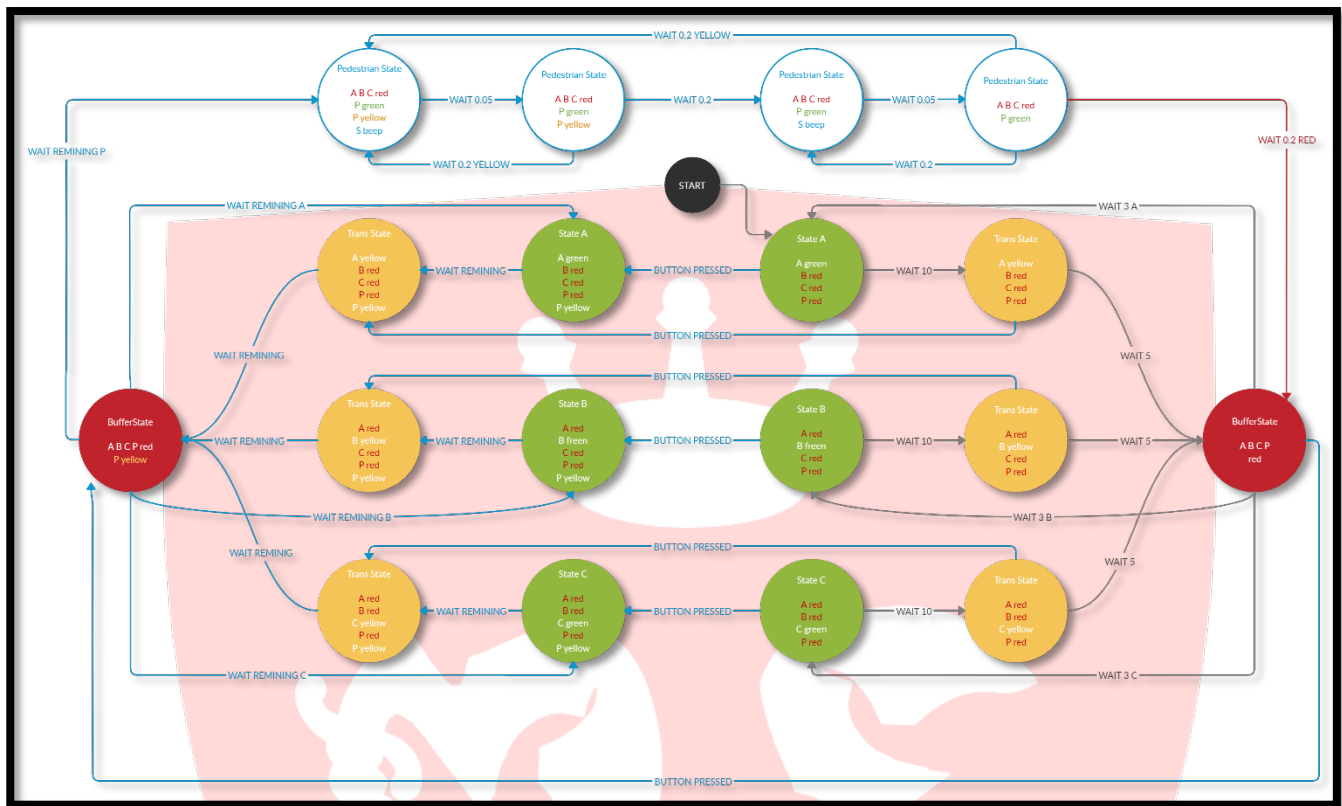 WAIT 0.2 YELLOW
Pedestrian State
A B C red
P green
P yellow
S beep
WAIT 0.05
Pedestrian State
A B C red
P green
P yellow
WAIT 0.2
Pedestrian State
A B C red
P green
S beep
WAIT 0.05
Pedestrian State
A B C red
P green
WAIT 0.2 YELLOW
WAIT 0.2
WAIT REMINING P
WAIT 0.2 RED
START
WAIT REMINING A
WAIT 3 A
Trans State
A yellow
B red
C red
P red
P yellow
WAIT REMINING
State A
A green
B red
C red
P red
P yellow
BUTTON PRESSED
State A
A green
B red
C red
P red
WAIT 10
Trans State
A yellow
B red
C red
P red
BUTTON PRESSED
WAIT REMINING
WAIT 5
BUTTON PRESSED
BufferState
A B C P red
P yellow
WAIT REMINING
Trans State
A red
B yellow
C red
P red
P yellow
WAIT REMINING
State B
A red
B freen
C red
P red
P yellow
BUTTON PRESSED
State B
A red
B freen
C red
P red
WAIT 10
Trans State
A red
B yellow
C red
P red
WAIT 5
BufferState
A B C P
red
WAIT REMINING B
WAIT 3 B
WAIT REMINIG
BUTTON PRESSED
WAIT 5
Trans State
A red
B red
C yellow
P red
P yellow
WAIT REMINING
State C
A red
B red
C green
P red
P yellow
BUTTON PRESSED
State C
A red
B red
C green
P red
WAIT 10
Trans State
A red
B red
C yellow
P red
WAIT REMINING C
WAIT 3 C
BUTTON PRESSED